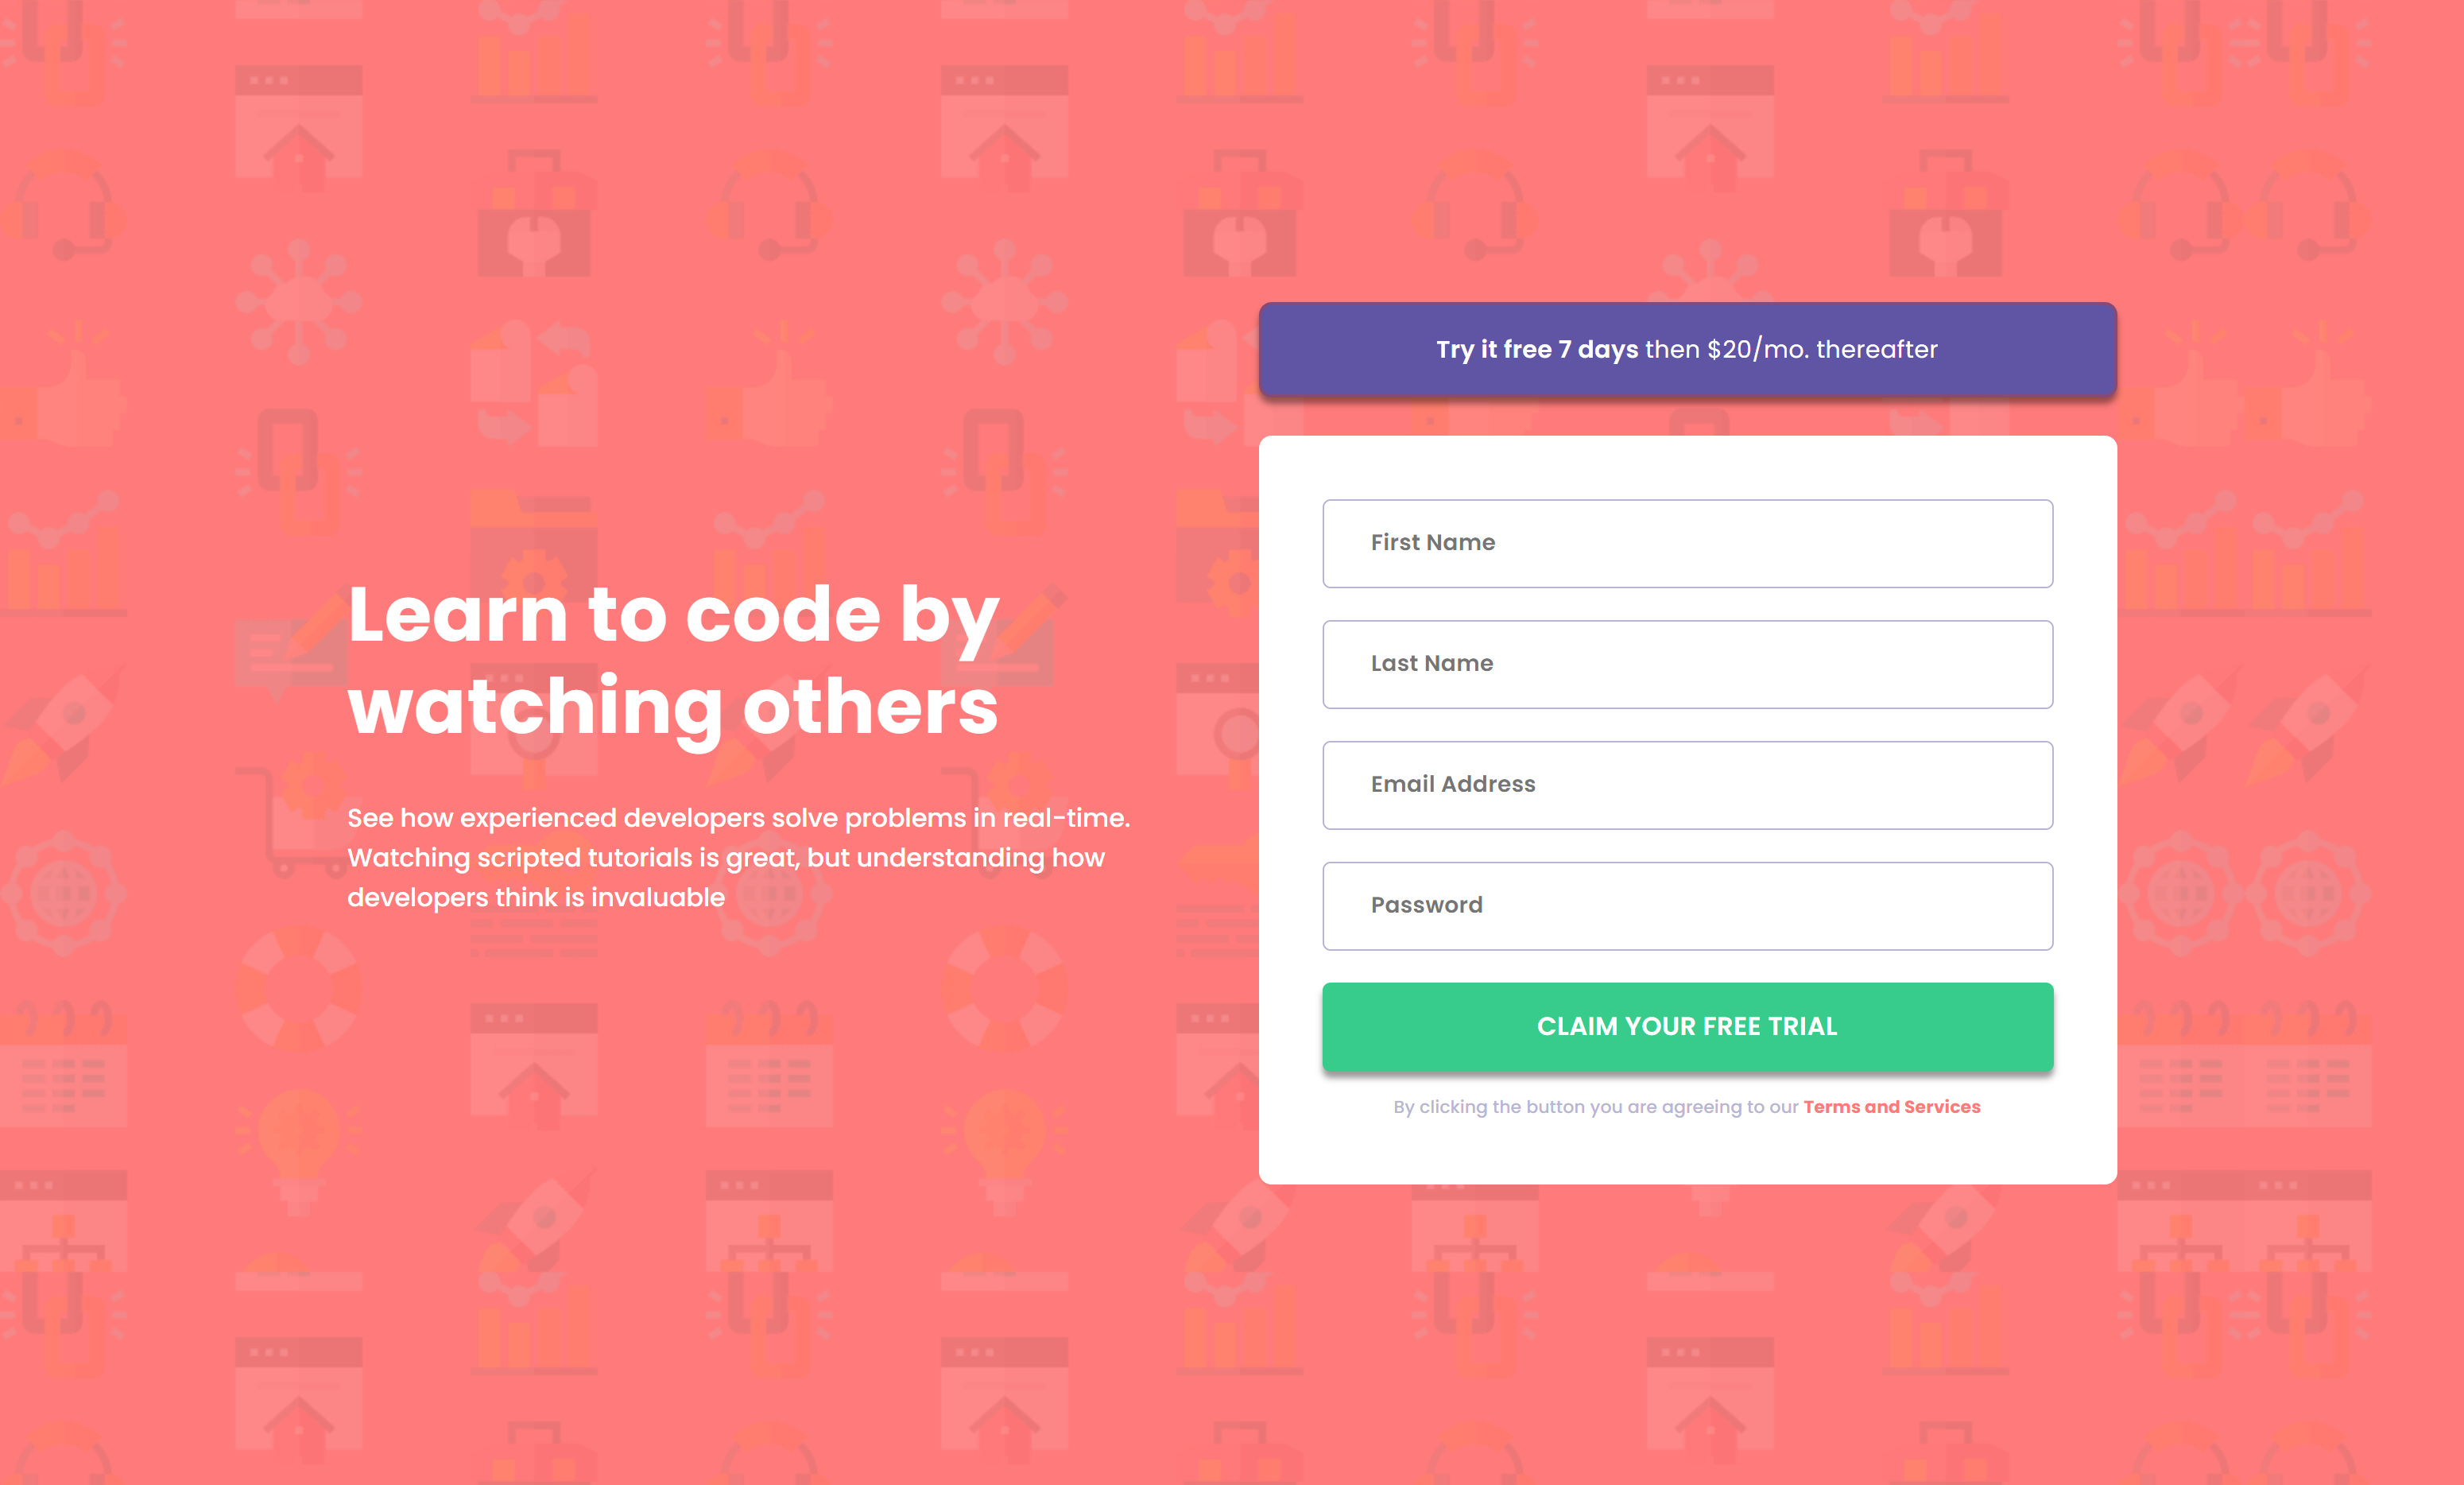 Learn to code by
watching others
See how experienced developers solve problems in real-time.
Watching scripted tutorials is great, but understanding how
developers think is invaluable
Try it free 7 days then $20/mo. thereafter
First Name
Last Name
Email Address
Password
CLAIM YOUR FREE TRIAL
By clicking the button you are agreeing to our Terms and Services